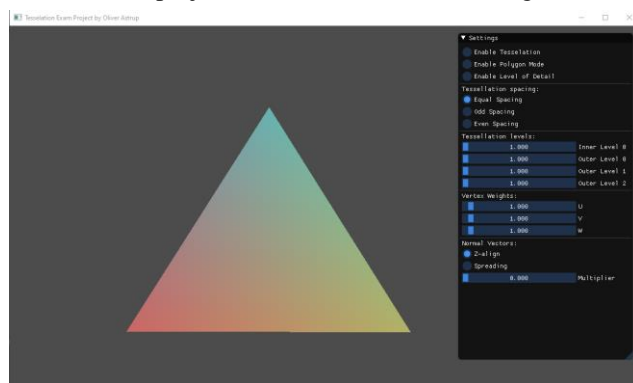 Tesselation Exam Project by Oliver Astrup
Settings
Enable Tesselation
Enable Polygon Mode
Enable Level of Detail
Tessellation spacing:
Equal Spacing
Odd Spacing
Even Spacing
Tessellation levels:
1.000 Inner Level 0
1.000 Outer Level 0
1.000 Outer Level 1
1.000 Outer Level 2
Vertex Weights:
1.000 U
1.000 V
1.000 W
Normal Vectors:
Z-align
Spreading
0.000 Multiplier